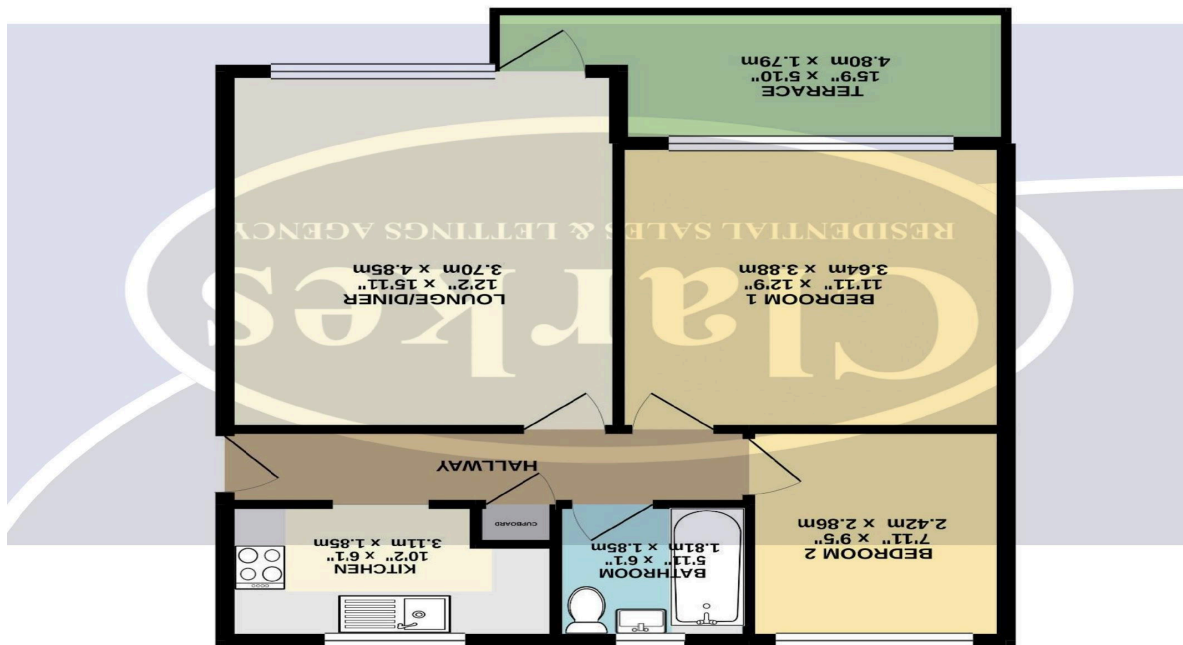 BEDROOM 2
7'11" x 9'5"
2.42m x 2.86m
BATHROOM
5'11" x 6'1"
1.81m x 1.85m
KITCHEN
10'2" x 6'1"
3.11m x 1.85m
CUPBOARD
HALLWAY
Clarkes
RESIDENTIAL SALES & LETTINGS AGENCY
BEDROOM 1
11'11" x 12'9"
3.64m x 3.88m
LOUNGE/DINER
12'2" x 15'11"
3.70m x 4.85m
TERRACE
15'9" x 5'10"
4.80m x 1.79m